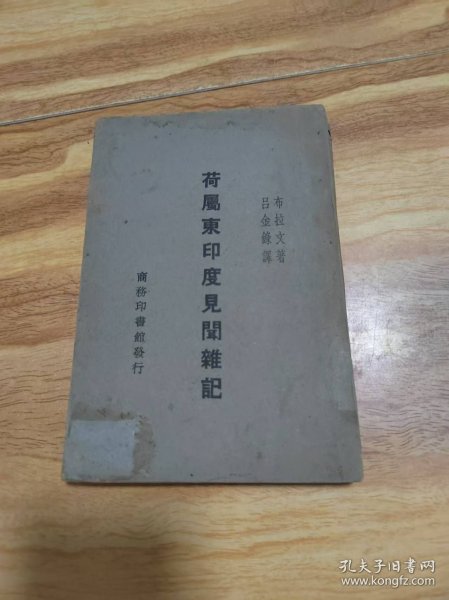 布拉文著
呂金錄譯
荷屬東印度見聞雜記
商務印書館發行
孔夫子旧书网
www.kongfz.com